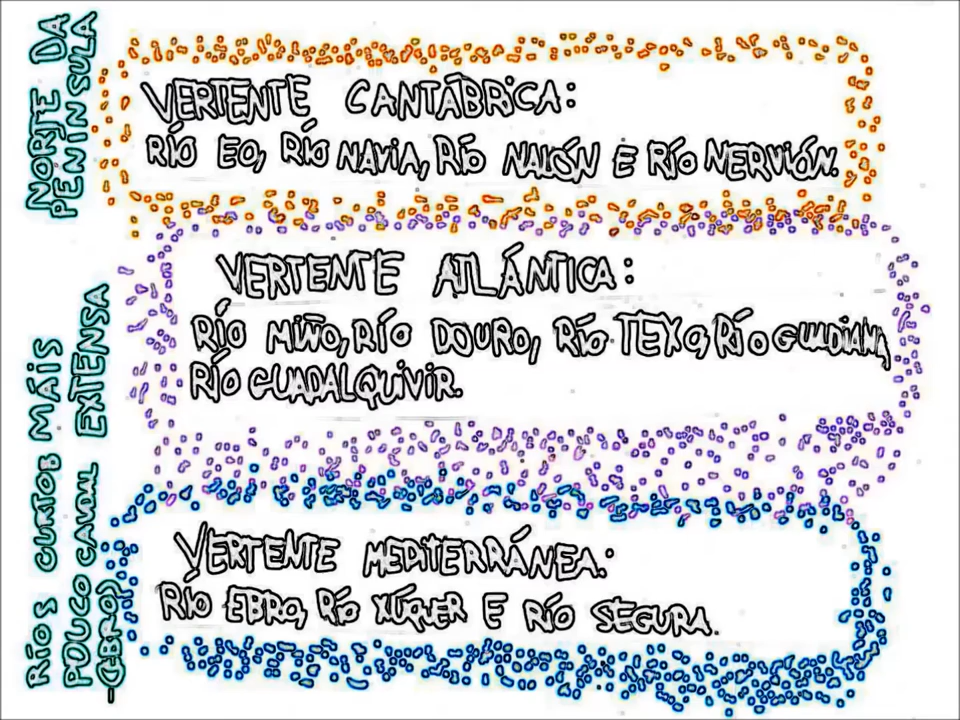 NORTE DA
PENINSULA
VERTENTE CANTÁBRICA:
RÍO EO, RÍO NAVIA, RÍO NALÓN E RÍO NERVIÓN.
MÁIS
EXTENSA
VERTENTE ATLÁNTICA:
RÍO MIÑO, RÍO DOURO, RÍO TEXO, RÍO GUADIANA,
RÍO GUADALQUIVIR.
RÍOS CURTOS
POUCO CAUDAL
(EBRO)
VERTENTE MEDITERRÁNEA:
RÍO EBRO, RÍO XÚQUER E RÍO SEGURA.